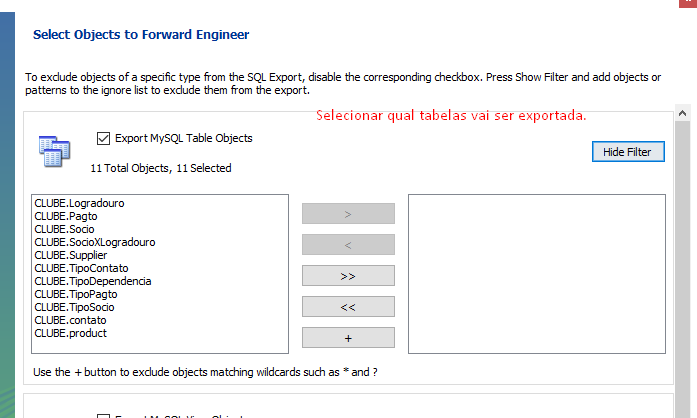 Select Objects to Forward Engineer
To exclude objects of a specific type from the SQL Export, disable the corresponding checkbox. Press Show Filter and add objects or
patterns to the ignore list to exclude them from the export.
Selecionar qual tabelas vai ser exportada.
Export MySQL Table Objects
Hide Filter
11 Total Objects, 11 Selected
CLUBE.Logradouro
CLUBE.Pagto
CLUBE.Socio
CLUBE.SocioXLogradouro
CLUBE.Supplier
CLUBE.TipoContato
CLUBE.TipoDependencia
CLUBE.TipoPagto
CLUBE.TipoSocio
CLUBE.contato
CLUBE.product
>
<
>>
<<
+
Use the + button to exclude objects matching wildcards such as * and ?